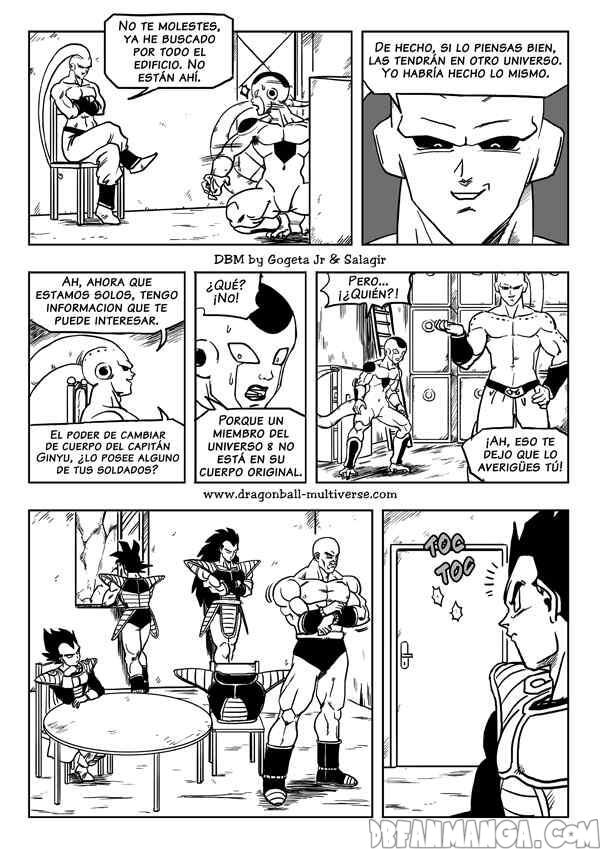 NO TE MOLESTES,
YA HE BUSCADO
POR TODO EL
EDIFICIO. NO
ESTÁN AHÍ.
DE HECHO, SI LO PIENSAS BIEN,
LAS TENDRÁN EN OTRO UNIVERSO.
YO HABRÍA HECHO LO MISMO.
DBM by Gogeta Jr & Salagir
AH, AHORA QUE
ESTAMOS SOLOS, TENGO
INFORMACION QUE TE
PUEDE INTERESAR.
EL PODER DE CAMBIAR
DE CUERPO DEL CAPITÁN
GINYU, ¿LO POSEE ALGUNO
DE TUS SOLDADOS?
¿QUÉ?
¡NO!
PORQUE UN
MIEMBRO DEL
UNIVERSO 8 NO
ESTÁ EN SU
CUERPO ORIGINAL.
PERO...
¡¿QUIÉN?!
¡AH, ESO TE
DEJO QUE LO
AVERIGÜES TÚ!
www.dragonball-multiverse.com
TOC
TOC
DBFANMANGA.COM